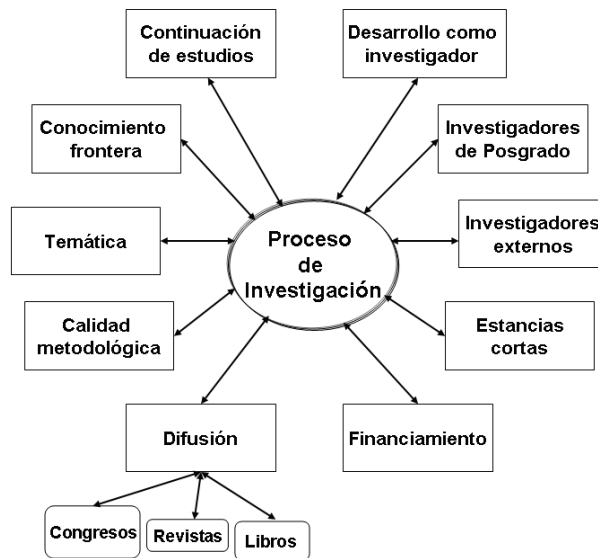 Continuación
de estudios
Desarrollo como
investigador
Conocimiento
frontera
Investigadores
de Posgrado
Temática
Proceso
de
Investigación
Investigadores
externos
Calidad
metodológica
Estancias
cortas
Difusión
Financiamiento
Congresos
Revistas
Libros